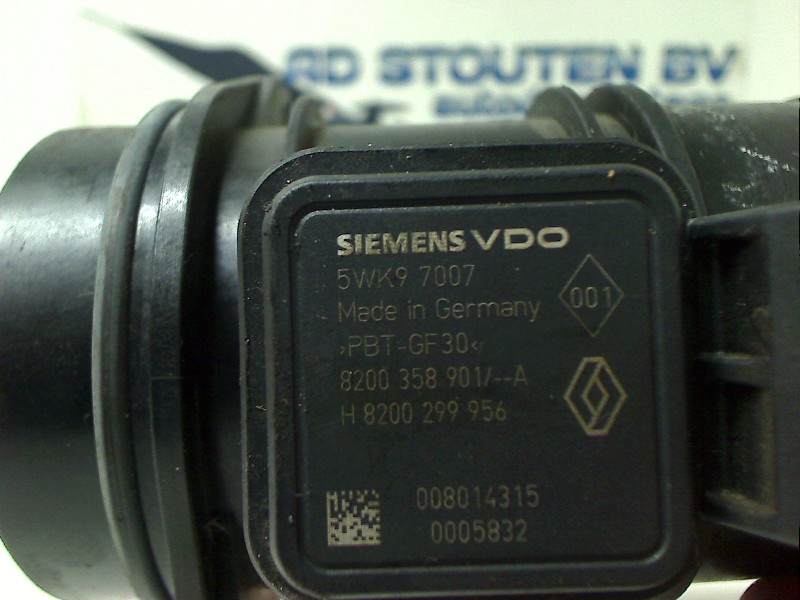 RD STOUTEN BV
SIEMENS VDO
5WK9 7007
001
Made in Germany
›PBT-GF30‹
8200 358 901/--A
H 8200 299 956
008014315
0005832